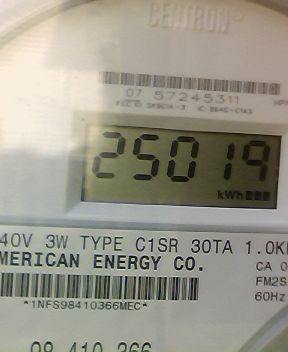 CENTRON®
07 57245311
25019
kWh
40V 3W TYPE C1SR 30TA 1.0K
MERICAN ENERGY CO.
CA 0
FM2S
*1NFS98410366MEC*
60Hz
98 410 366